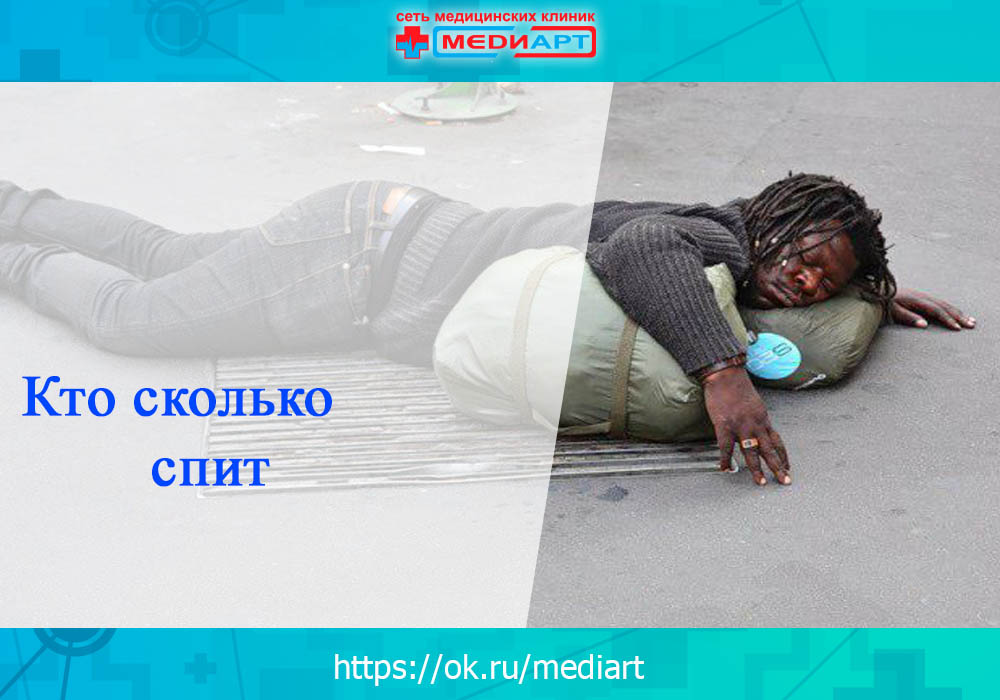 сеть медицинских клиник
МЕДИАРТ
Кто сколько
спит
https://ok.ru/mediart